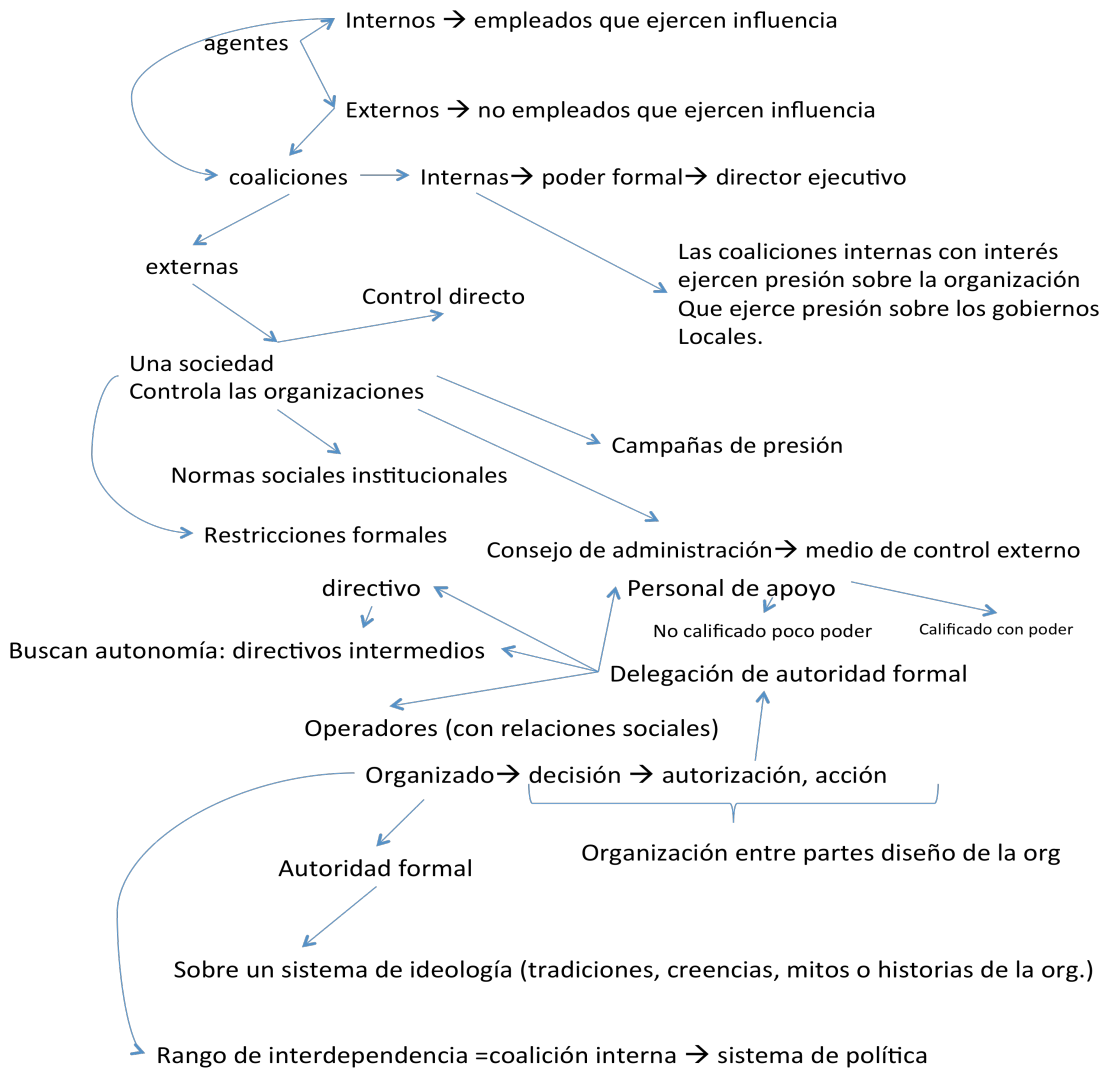 Internos → empleados que ejercen influencia
agentes
Externos → no empleados que ejercen influencia
coaliciones
Internas→ poder formal→ director ejecutivo
Las coaliciones internas con interés
ejercen presión sobre la organización
Que ejerce presión sobre los gobiernos
Locales.
externas
Control directo
Una sociedad
Controla las organizaciones
Campañas de presión
Normas sociales institucionales
Restricciones formales
Consejo de administración→ medio de control externo
directivo
Personal de apoyo
No calificado poco poder
Calificado con poder
Buscan autonomía: directivos intermedios
Delegación de autoridad formal
Operadores (con relaciones sociales)
Organizado→ decisión → autorización, acción
Organización entre partes diseño de la org
Autoridad formal
Sobre un sistema de ideología (tradiciones, creencias, mitos o historias de la org.)
Rango de interdependencia =coalición interna → sistema de política